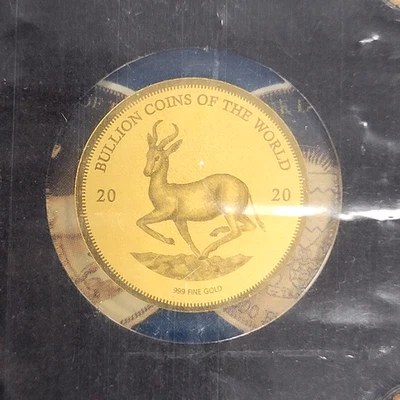 BULLION COINS OF THE WORLD
20 20
999 FINE GOLD